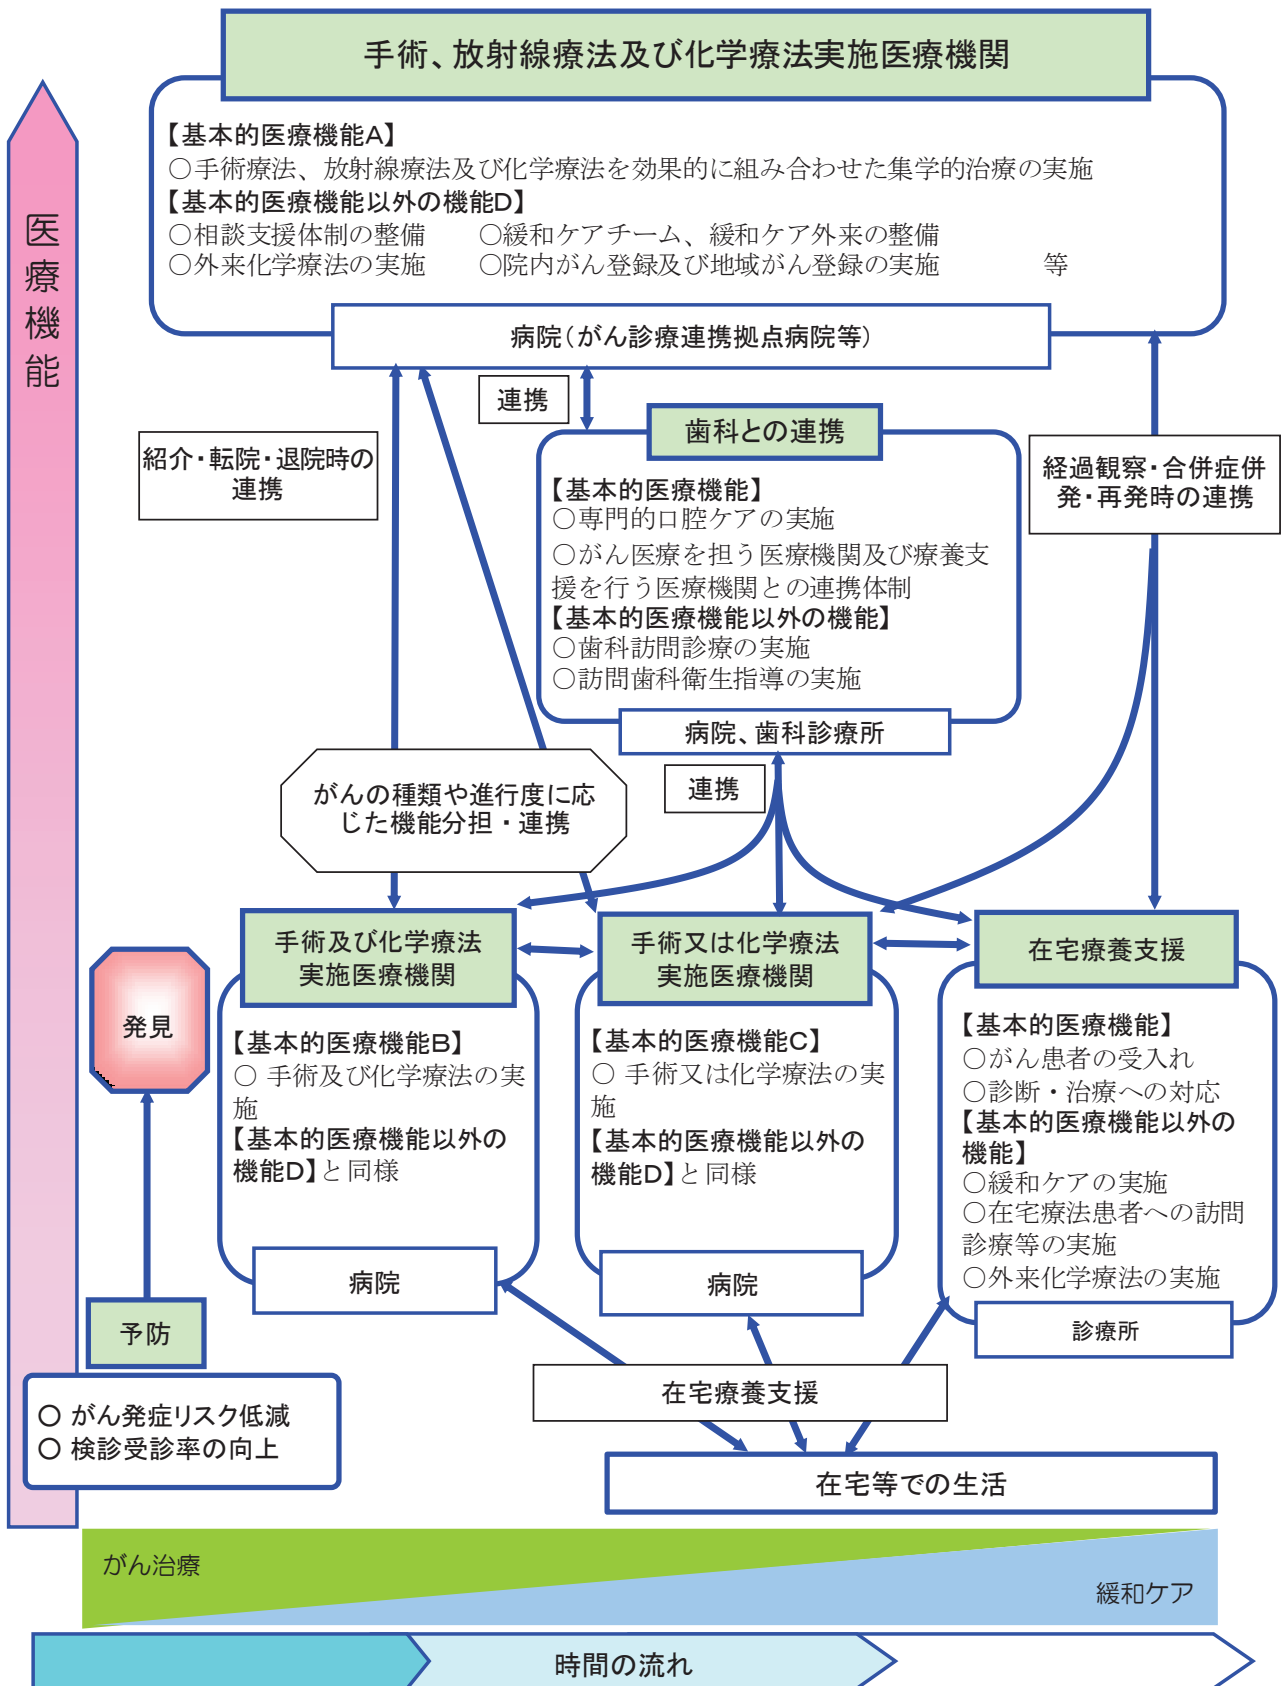 手術、放射線療法及び化学療法実施医療機関
【基本的医療機能A】
○手術療法、放射線療法及び化学療法を効果的に組み合わせた集学的治療の実施
【基本的医療機能以外の機能D】
○相談支援体制の整備　○緩和ケアチーム、緩和ケア外来の整備
○外来化学療法の実施　○院内がん登録及び地域がん登録の実施　等
病院（がん診療連携拠点病院等）
医療機能
連携
紹介・転院・退院時の
連携
歯科との連携
【基本的医療機能】
○専門的口腔ケアの実施
○がん医療を担う医療機関及び療養支
援を行う医療機関との連携体制
【基本的医療機能以外の機能】
○歯科訪問診療の実施
○訪問歯科衛生指導の実施
病院、歯科診療所
経過観察・合併症併
発・再発時の連携
連携
がんの種類や進行度に応
じた機能分担・連携
手術及び化学療法
実施医療機関
【基本的医療機能B】
○ 手術及び化学療法の実
施
【基本的医療機能以外の
機能D】と同様
病院
手術又は化学療法
実施医療機関
【基本的医療機能C】
○ 手術又は化学療法の実
施
【基本的医療機能以外の
機能D】と同様
病院
在宅療養支援
【基本的医療機能】
○がん患者の受入れ
○診断・治療への対応
【基本的医療機能以外の
機能】
○緩和ケアの実施
○在宅療法患者への訪問
診療等の実施
○外来化学療法の実施
診療所
発見
予防
○ がん発症リスク低減
○ 検診受診率の向上
在宅療養支援
在宅等での生活
がん治療
緩和ケア
時間の流れ